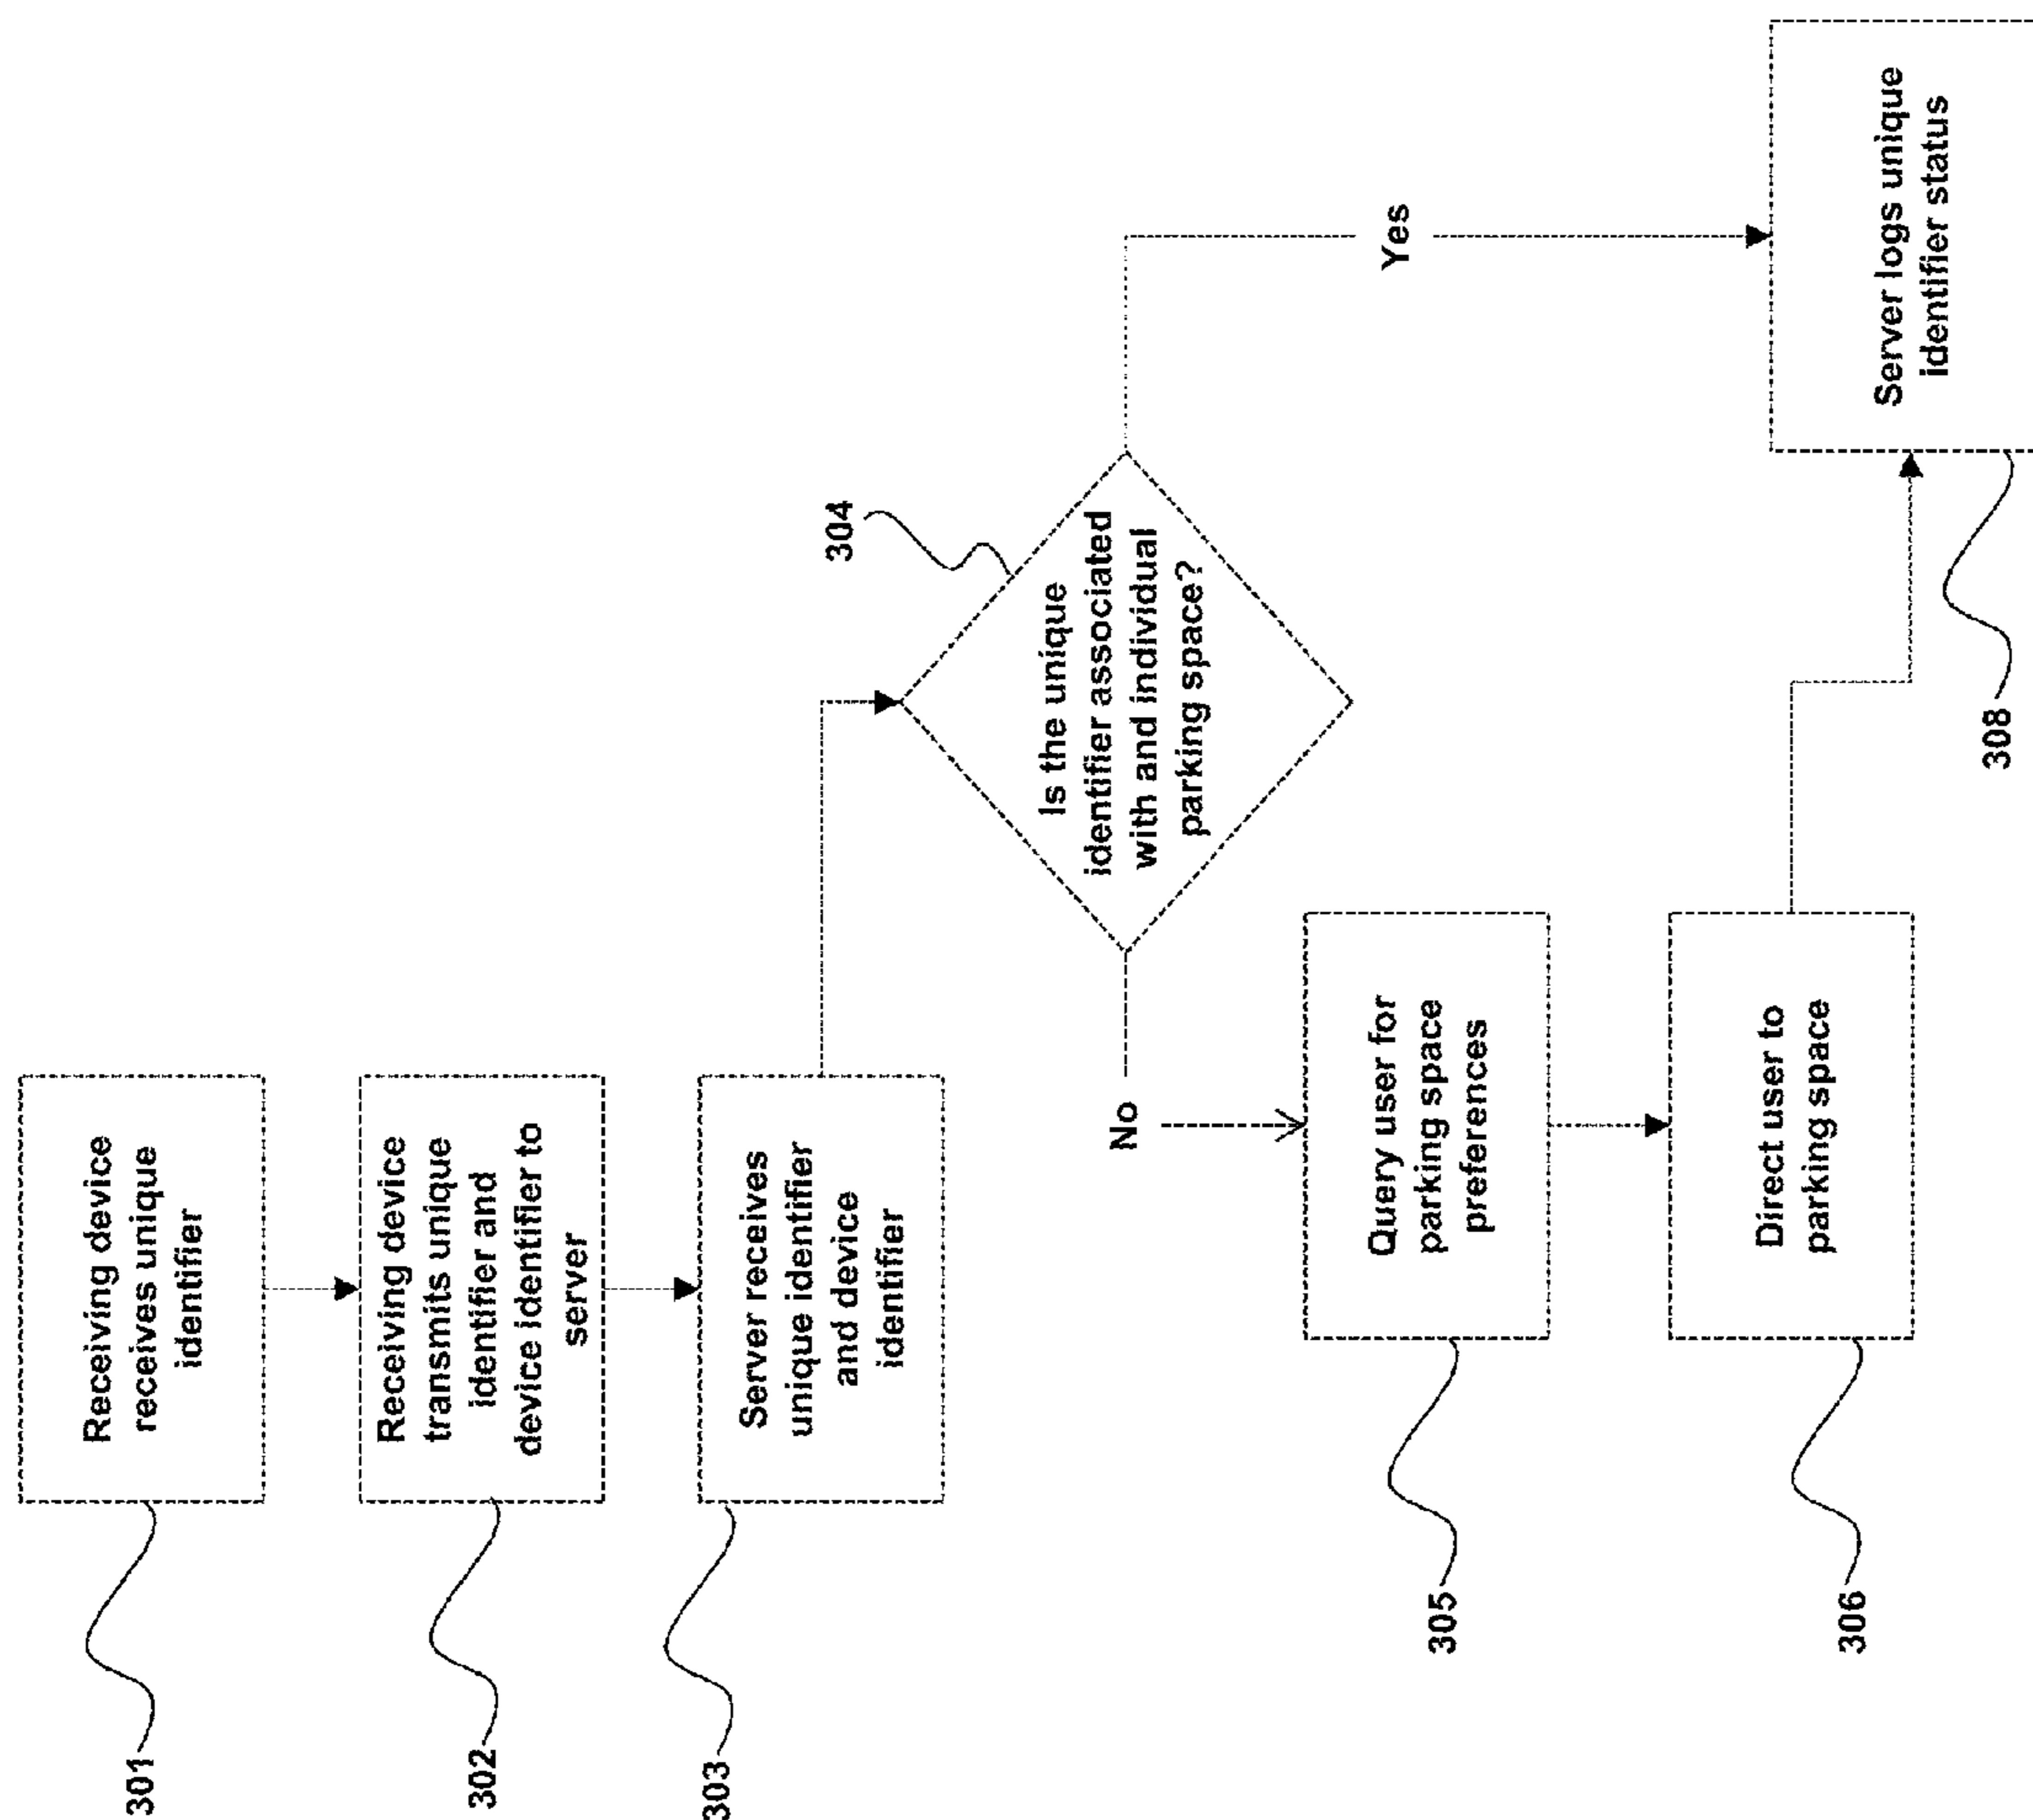 301
Receiving device
receives unique
identifier
302
Receiving device
transmits unique
identifier and
device identifier to
server
303
Server receives
unique identifier
and device
identifier
304
Is the unique
identifier associated
with and individual
parking space?
No
Yes
305
Query user for
parking space
preferences
306
Direct user to
parking space
308
Server logs unique
identifier status